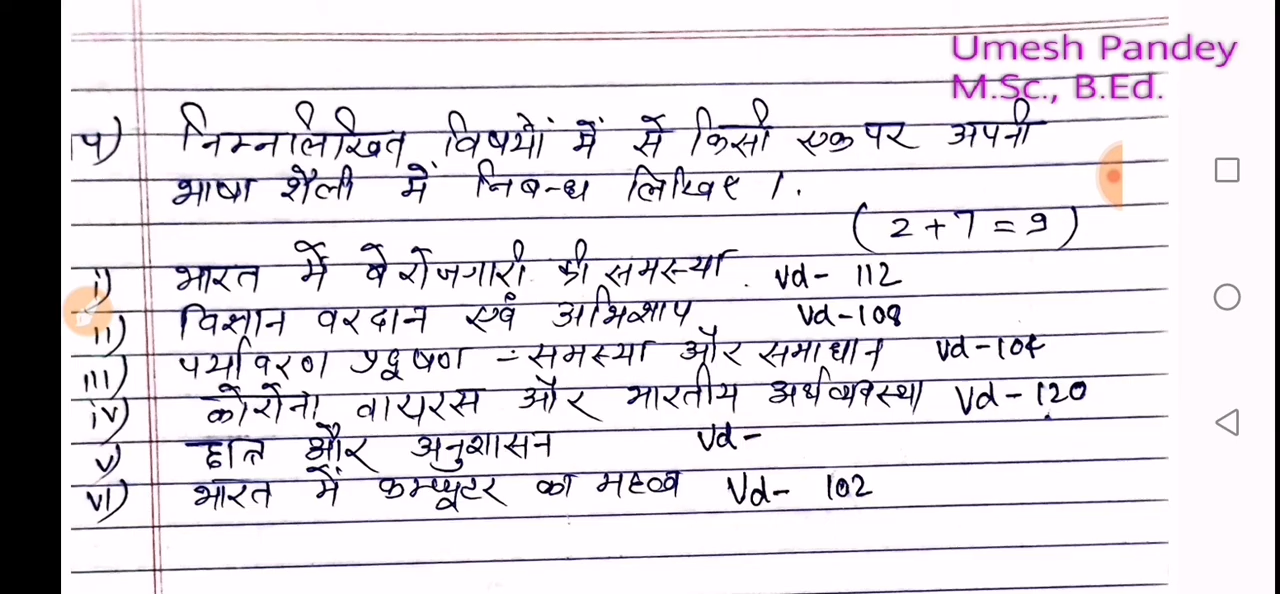 Umesh Pandey
M.Sc., B.Ed.
प) निम्नलिखित विषयों में से किसी एक पर अपनी
भाषा शैली में निबन्ध लिखिए ।
(2+7=9)
i) भारत में बेरोजगारी की समस्या. Vd- 112
ii) विज्ञान वरदान एवं अभिशाप Vd-108
iii) पर्यावरण प्रदूषण - समस्या और समाधान Vd-104
iv) कोरोना वायरस और भारतीय अर्थव्यवस्था Vd-120
v) छात्र और अनुशासन Vd-
vi) भारत में कम्प्यूटर का महत्व Vd- 102